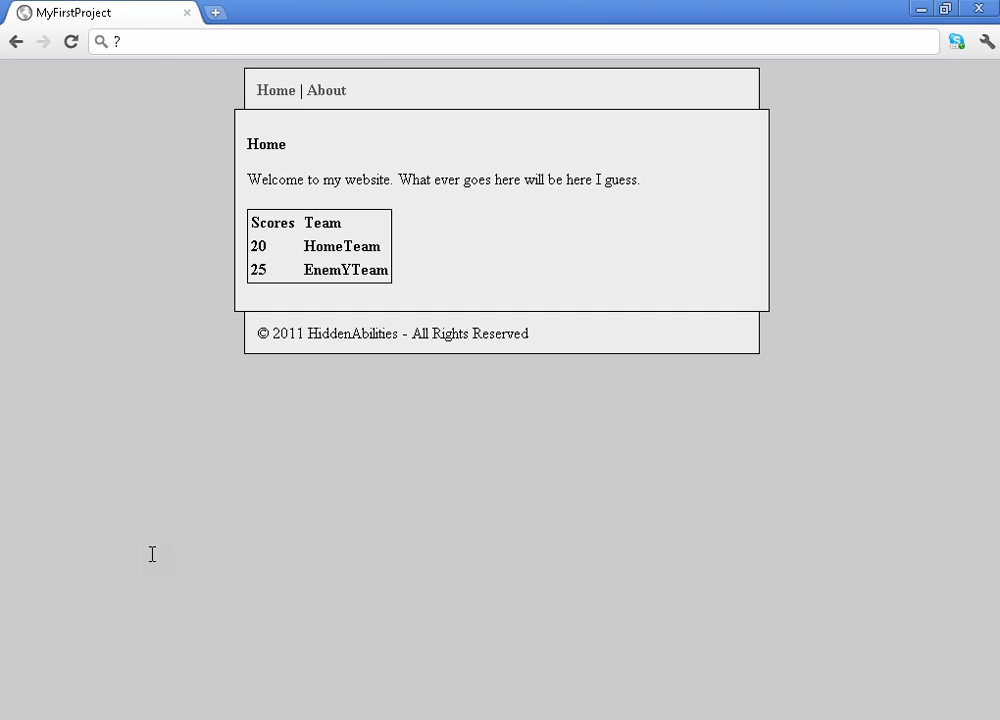 MyFirstProject
?
Home | About
Home
Welcome to my website. What ever goes here will be here I guess.
Scores Team
20 HomeTeam
25 EnemYTeam
© 2011 HiddenAbilities - All Rights Reserved